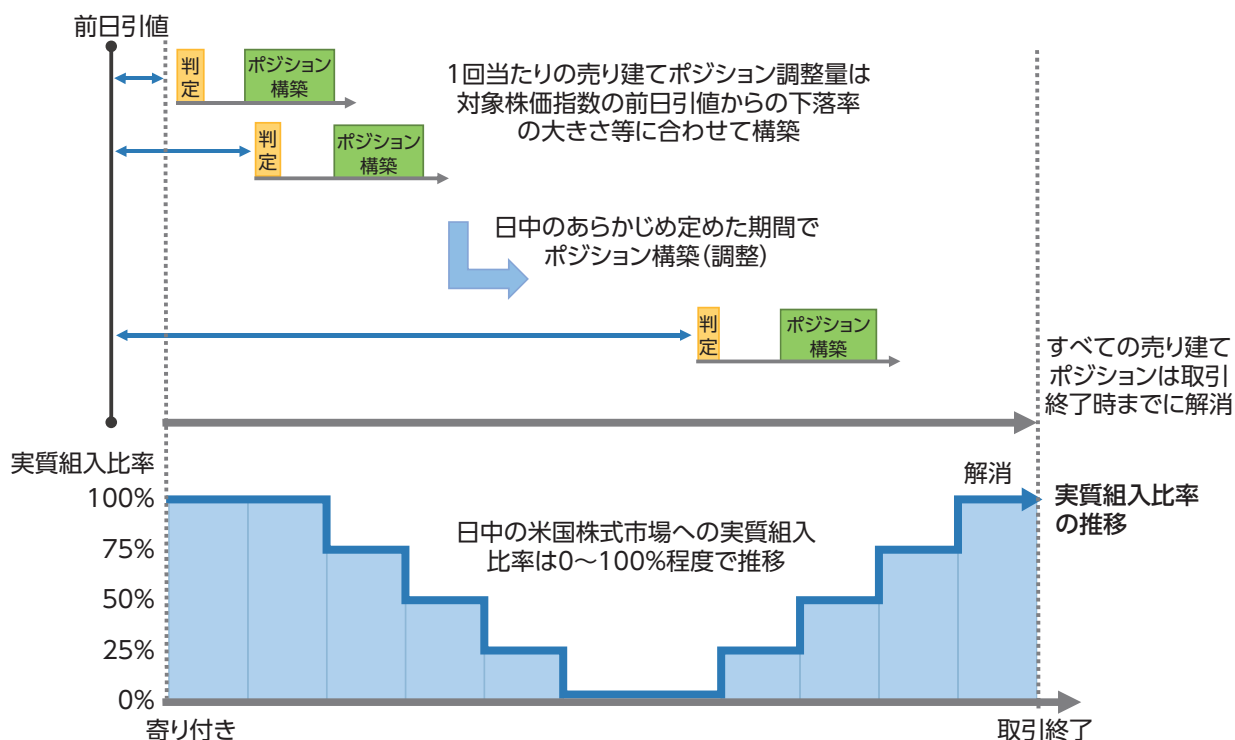 前日引値
判定
ポジション
構築
1回当たりの売り建てポジション調整量は
対象株価指数の前日引値からの下落率
の大きさ等に合わせて構築
判定
ポジション
構築
日中のあらかじめ定めた期間で
ポジション構築(調整)
判定
ポジション
構築
すべての売り建て
ポジションは取引
終了時までに解消
実質組入比率
100%
75%
50%
25%
0%
日中の米国株式市場への実質組入
比率は0～100%程度で推移
解消
実質組入比率
の推移
寄り付き
取引終了